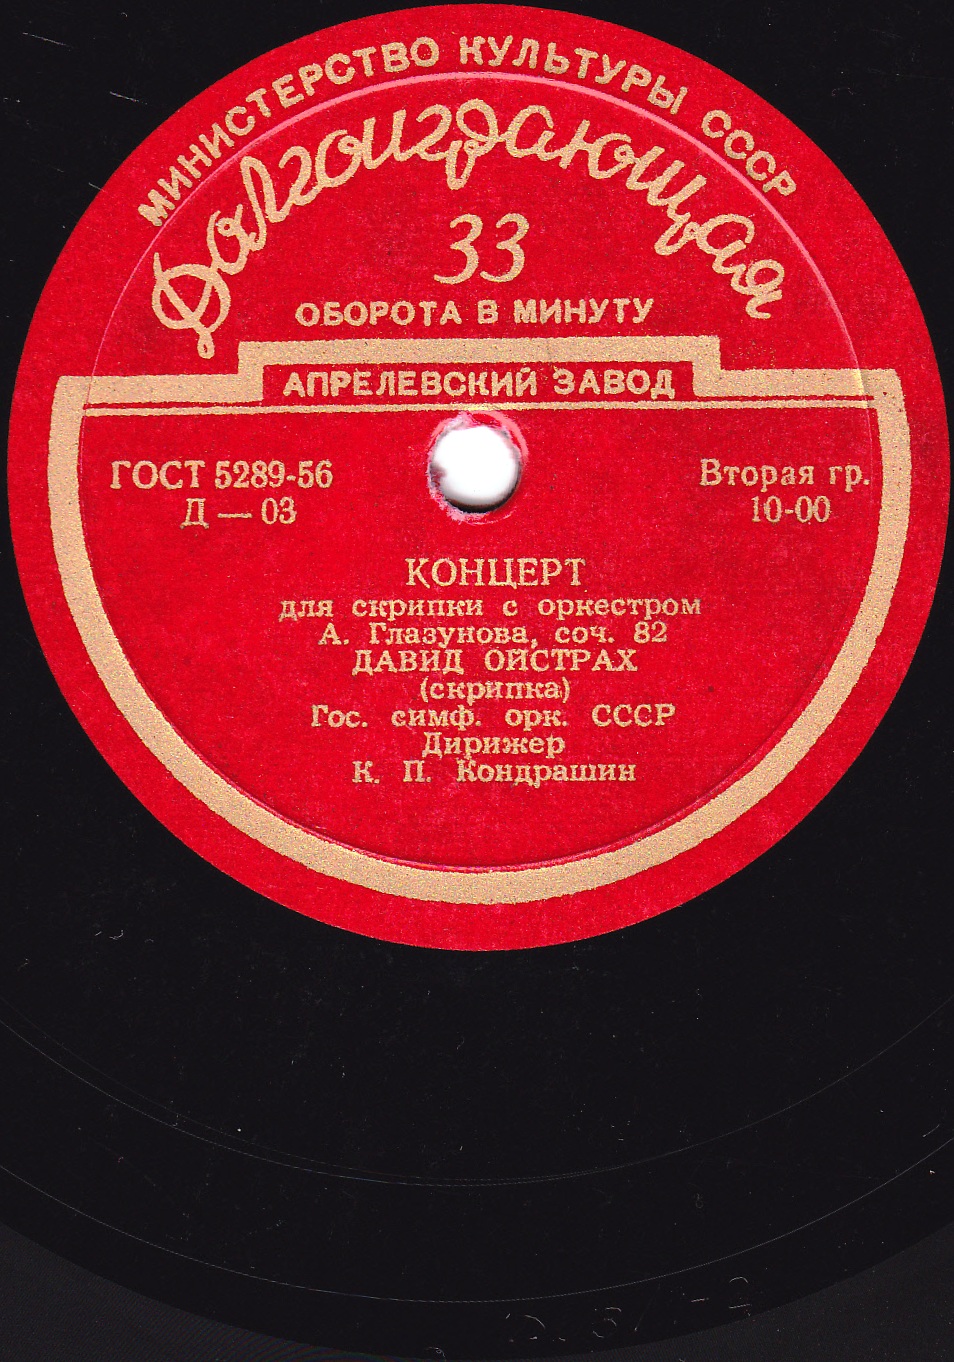 МИНИСТЕРСТВО КУЛЬТУРЫ СССР
Долгоиграющая
33
ОБОРОТА В МИНУТУ
АПРЕЛЕВСКИЙ ЗАВОД
ГОСТ 5289-56
Д — 03
Вторая гр.
10-00
КОНЦЕРТ
для скрипки с оркестром
А. Глазунова, соч. 82
ДАВИД ОЙСТРАХ
(скрипка)
Гос. симф. орк. СССР
Дирижер
К. П. Кондрашин